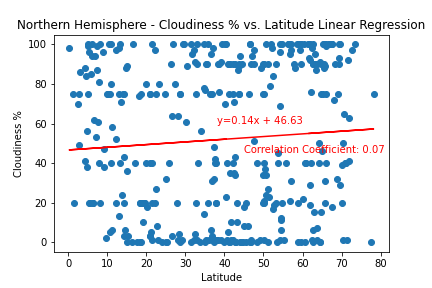 Northern Hemisphere - Cloudiness % vs. Latitude Linear Regression
Cloudiness %
100
80
60
40
20
0
y=0.14x + 46.63
Correlation Coefficient: 0.07
0 10 20 30 40 50 60 70 80
Latitude